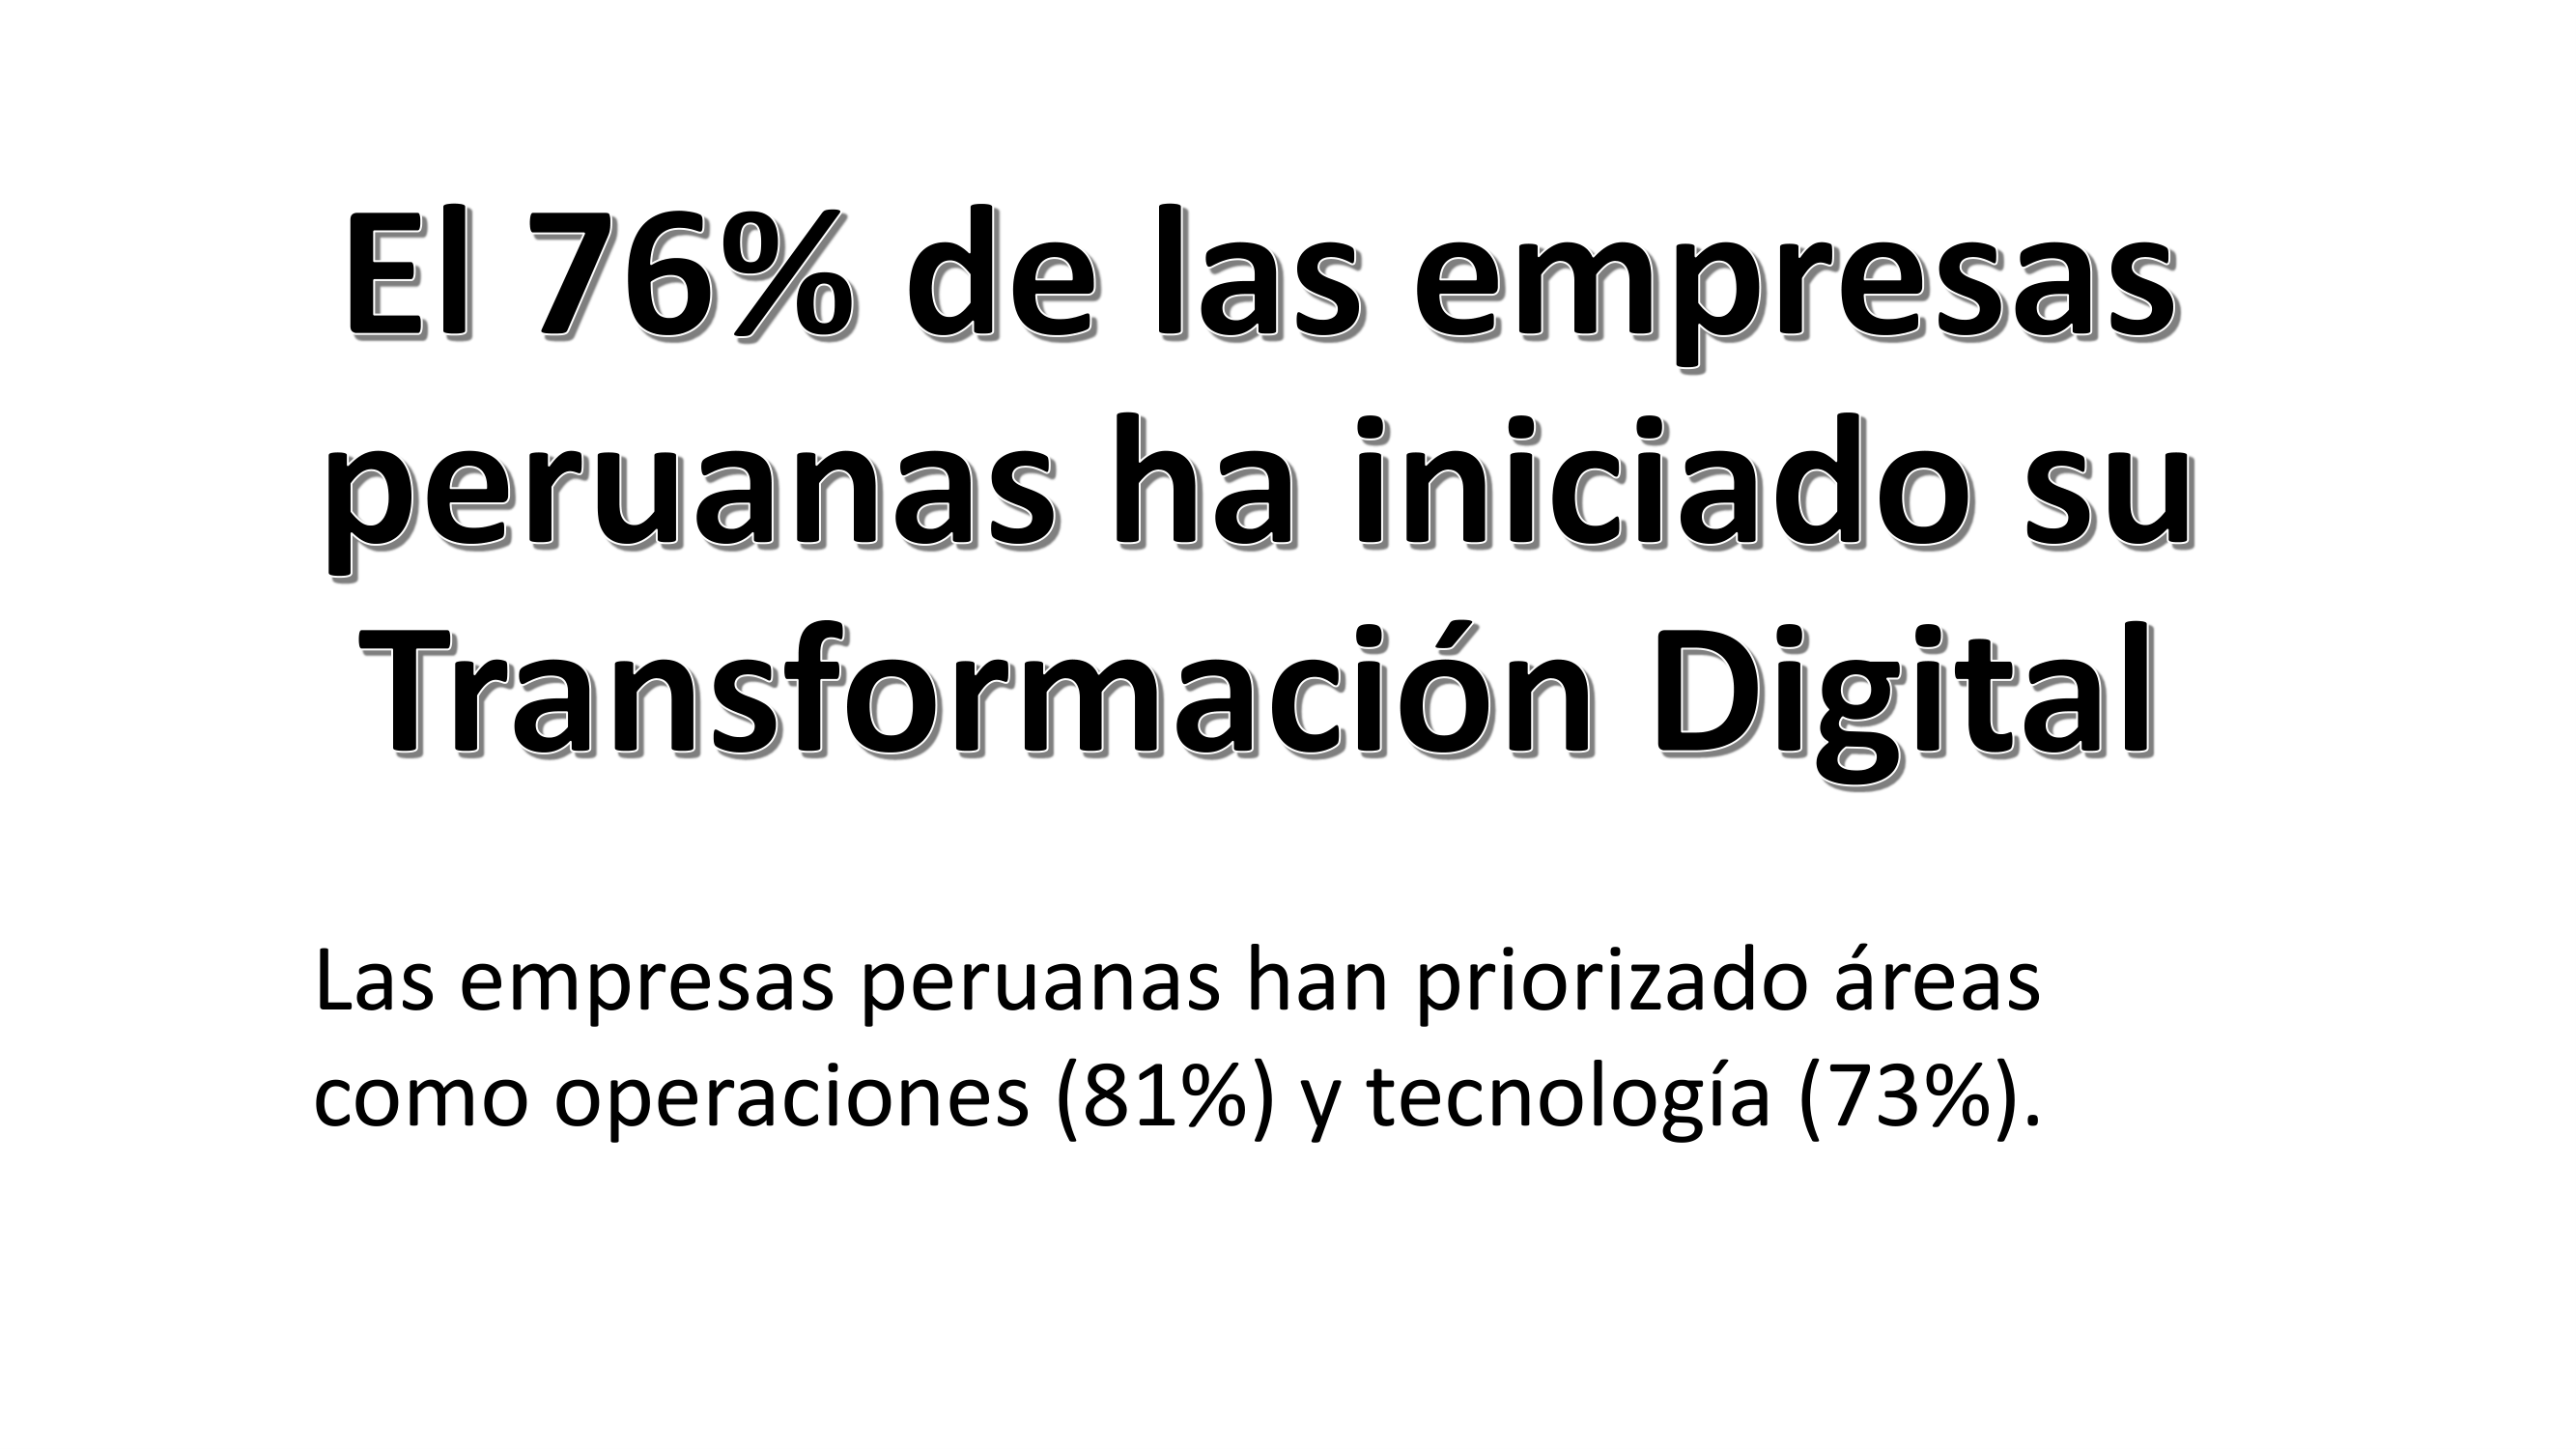 El 76% de las empresas
peruanas ha iniciado su
Transformación Digital
Las empresas peruanas han priorizado áreas
como operaciones (81%) y tecnología (73%).